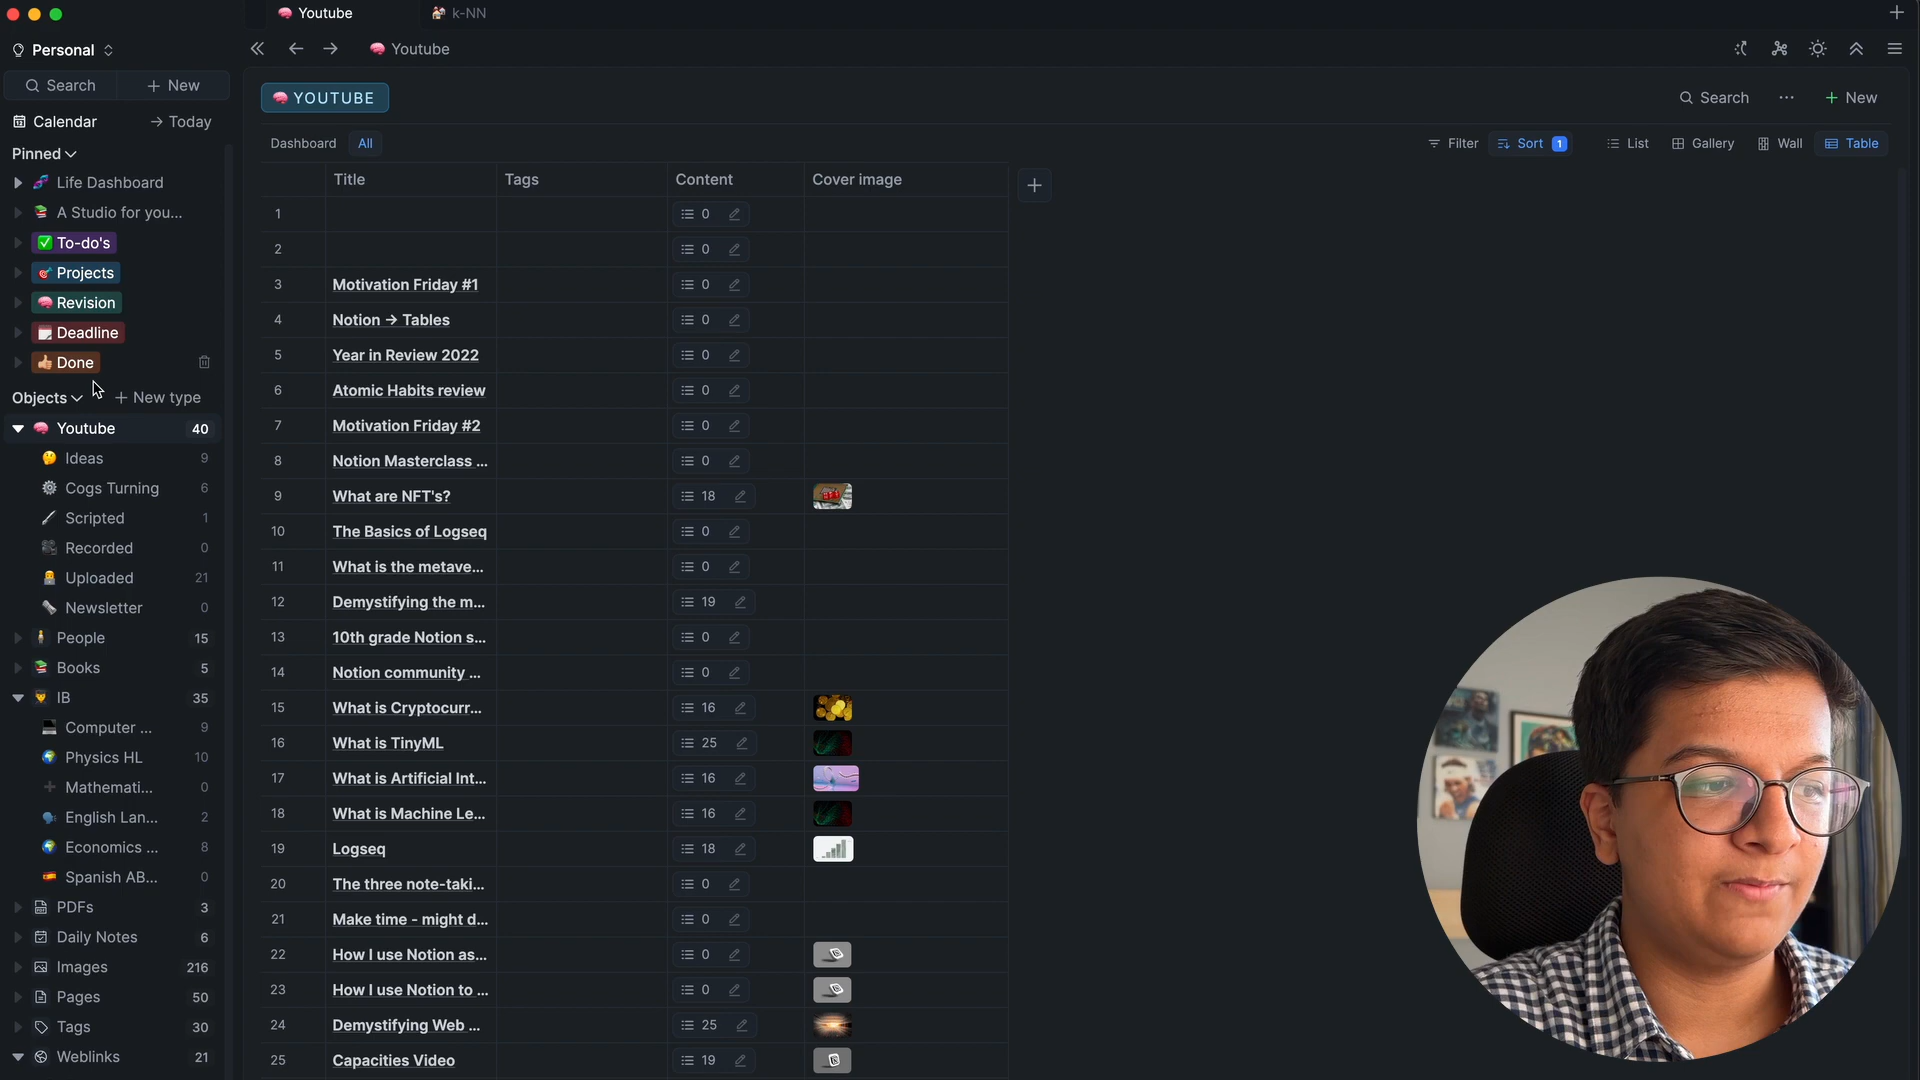 Youtube
k-NN
Personal
Youtube
Search
New
YOUTUBE
Search
New
Calendar
Today
Dashboard
All
Filter
Sort 1
List
Gallery
Wall
Table
Pinned
Life Dashboard
A Studio for you...
To-do's
Projects
Revision
Deadline
Done
Objects
New type
Youtube 40
Ideas 9
Cogs Turning 6
Scripted 1
Recorded 0
Uploaded 21
Newsletter 0
People 15
Books 5
IB 35
Computer ... 9
Physics HL 10
Mathemati... 0
English Lan... 2
Economics ... 8
Spanish AB... 0
PDFs 3
Daily Notes 6
Images 216
Pages 50
Tags 30
Weblinks 21
Title Tags Content Cover image
1 0
2 0
3 Motivation Friday #1 0
4 Notion → Tables 0
5 Year in Review 2022 0
6 Atomic Habits review 0
7 Motivation Friday #2 0
8 Notion Masterclass ... 0
9 What are NFT's? 18
10 The Basics of Logseq 0
11 What is the metave... 0
12 Demystifying the m... 19
13 10th grade Notion s... 0
14 Notion community ... 0
15 What is Cryptocurr... 16
16 What is TinyML 25
17 What is Artificial Int... 16
18 What is Machine Le... 16
19 Logseq 18
20 The three note-taki... 0
21 Make time - might d... 0
22 How I use Notion as... 0
23 How I use Notion to ... 0
24 Demystifying Web ... 25
25 Capacities Video 19